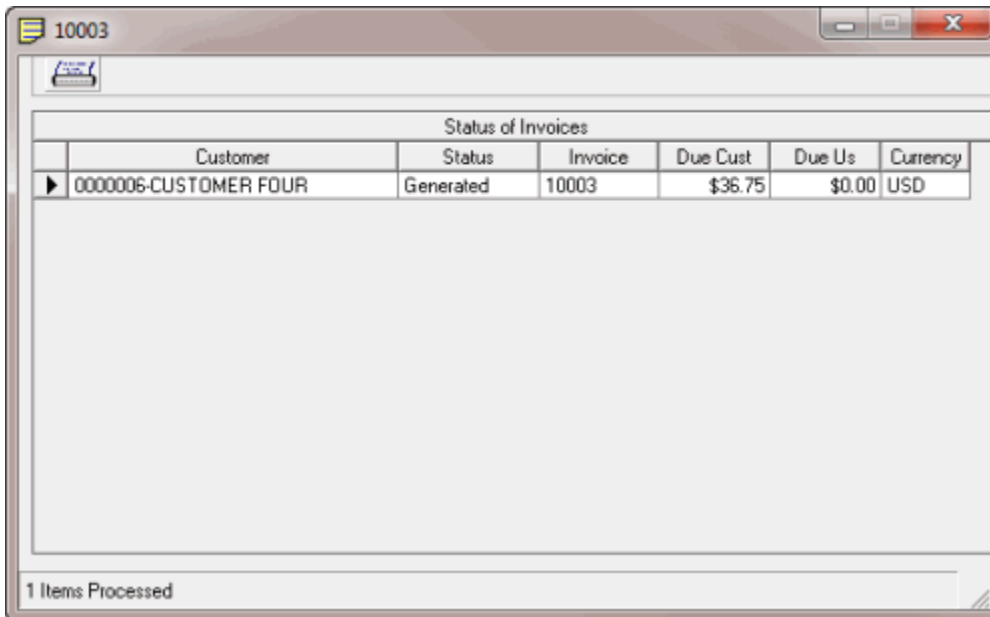 10003
Status of Invoices
Customer Status Invoice Due Cust Due Us Currency
0000006-CUSTOMER FOUR Generated 10003 $36.75 $0.00 USD
1 Items Processed